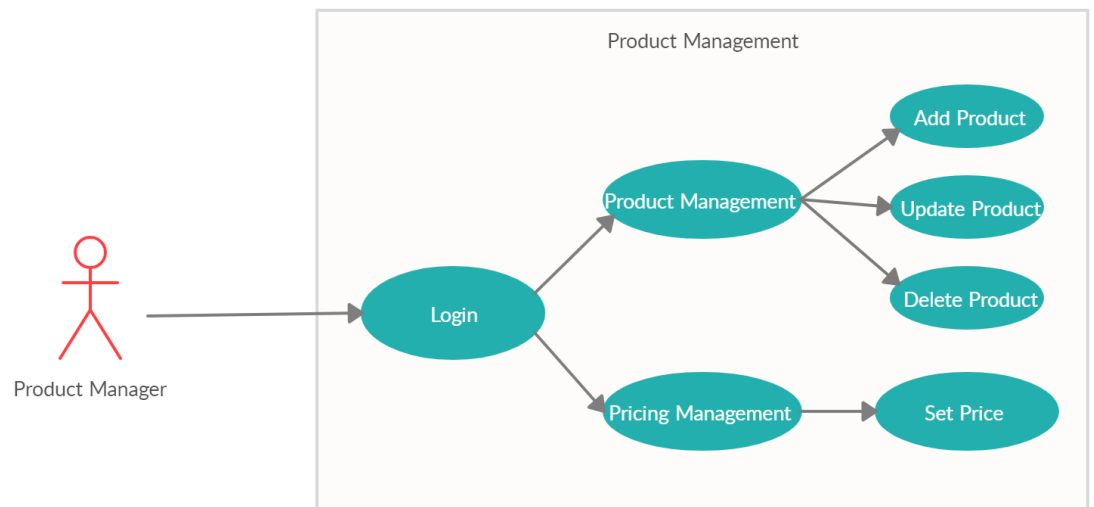 Product Management
Add Product
Product Management
Update Product
Delete Product
Login
Product Manager
Pricing Management
Set Price